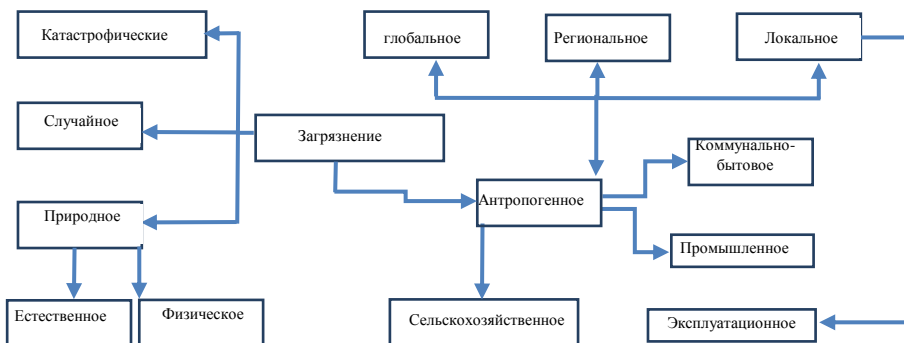 Катастрофические
глобальное
Региональное
Локальное
Случайное
Загрязнение
Коммунально-
бытовое
Природное
Антропогенное
Промышленное
Естественное
Физическое
Сельскохозяйственное
Эксплуатационное